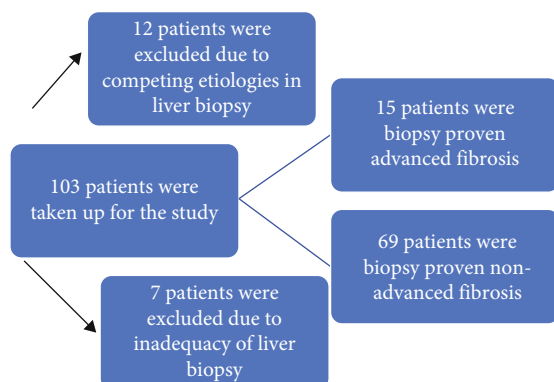 12 patients were
excluded due to
competing etiologies in
liver biopsy
15 patients were
biopsy proven
advanced fibrosis
103 patients were
taken up for the study
69 patients were
biopsy proven non-
advanced fibrosis
7 patients were
excluded due to
inadequacy of liver
biopsy